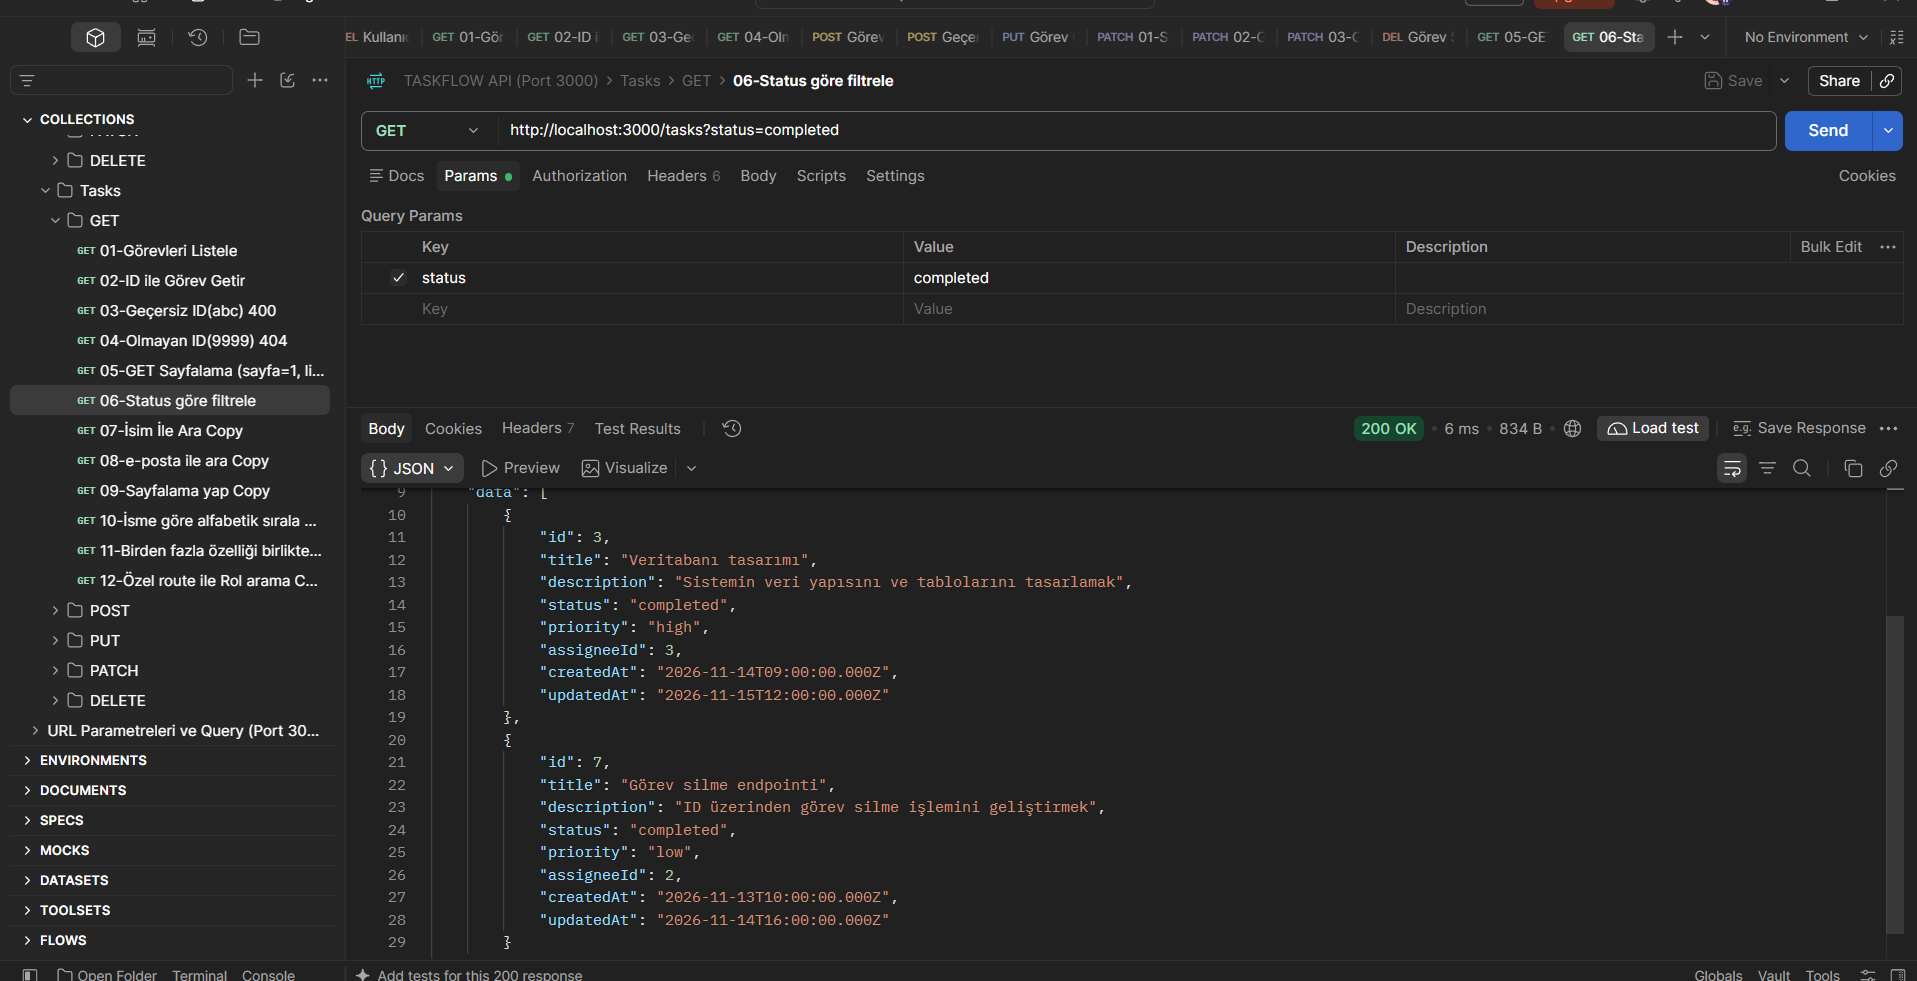 EL Kullanı
GET 01-Gör
GET 02-ID i
GET 03-Ge
GET 04-Oln
POST Görev
POST Geçe
PUT Görev
PATCH 01-S
PATCH 02-G
PATCH 03-G
DEL Görev S
GET 05-GE
GET 06-Sta
No Environment
COLLECTIONS
DELETE
Tasks
GET
GET 01-Görevleri Listele
GET 02-ID ile Görev Getir
GET 03-Geçersiz ID(abc) 400
GET 04-Olmayan ID(9999) 404
GET 05-GET Sayfalama (sayfa=1, li...
GET 06-Status göre filtrele
GET 07-İsim İle Ara Copy
GET 08-e-posta ile ara Copy
GET 09-Sayfalama yap Copy
GET 10-İsme göre alfabetik sırala ...
GET 11-Birden fazla özelliği birlikte...
GET 12-Özel route ile Rol arama C...
POST
PUT
PATCH
DELETE
URL Parametreleri ve Query (Port 30...
ENVIRONMENTS
DOCUMENTS
SPECS
MOCKS
DATASETS
TOOLSETS
FLOWS
HTTP TASKFLOW API (Port 3000) > Tasks > GET > 06-Status göre filtrele
Save
Share
GET http://localhost:3000/tasks?status=completed
Send
Docs Params Authorization Headers 6 Body Scripts Settings
Cookies
Query Params
Key Value Description Bulk Edit
status completed
Key Value Description
Body Cookies Headers 7 Test Results
200 OK • 6 ms • 834 B
Load test
e.g. Save Response
{} JSON Preview Visualize
9 "data": [
10 {
11 "id": 3,
12 "title": "Veritabanı tasarımı",
13 "description": "Sistemin veri yapısını ve tablolarını tasarlamak",
14 "status": "completed",
15 "priority": "high",
16 "assigneeId": 3,
17 "createdAt": "2026-11-14T09:00:00.000Z",
18 "updatedAt": "2026-11-15T12:00:00.000Z"
19 },
20 {
21 "id": 7,
22 "title": "Görev silme endpointi",
23 "description": "ID üzerinden görev silme işlemini geliştirmek",
24 "status": "completed",
25 "priority": "low",
26 "assigneeId": 2,
27 "createdAt": "2026-11-13T10:00:00.000Z",
28 "updatedAt": "2026-11-14T16:00:00.000Z"
29 }
Open Folder Terminal Console
Add tests for this 200 response
Globals Vault Tools